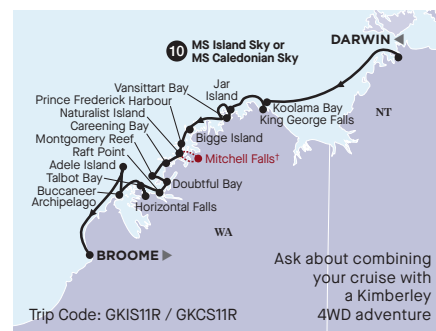 DARWIN
10 MS Island Sky or
MS Caledonian Sky
Jar
Island
Vansittart Bay
Prince Frederick
Harbour
Naturalist Island
Careening Bay
Montgomery Reef
Raft Point
Adele Island
Talbot Bay
Buccaneer
Archipelago
Koolama Bay
King George Falls
NT
Bigge Island
Mitchell Falls†
Doubtful Bay
Horizontal Falls
WA
BROOME
Ask about combining
your cruise with
a Kimberley
4WD adventure
Trip Code: GKIS11R / GKCS11R